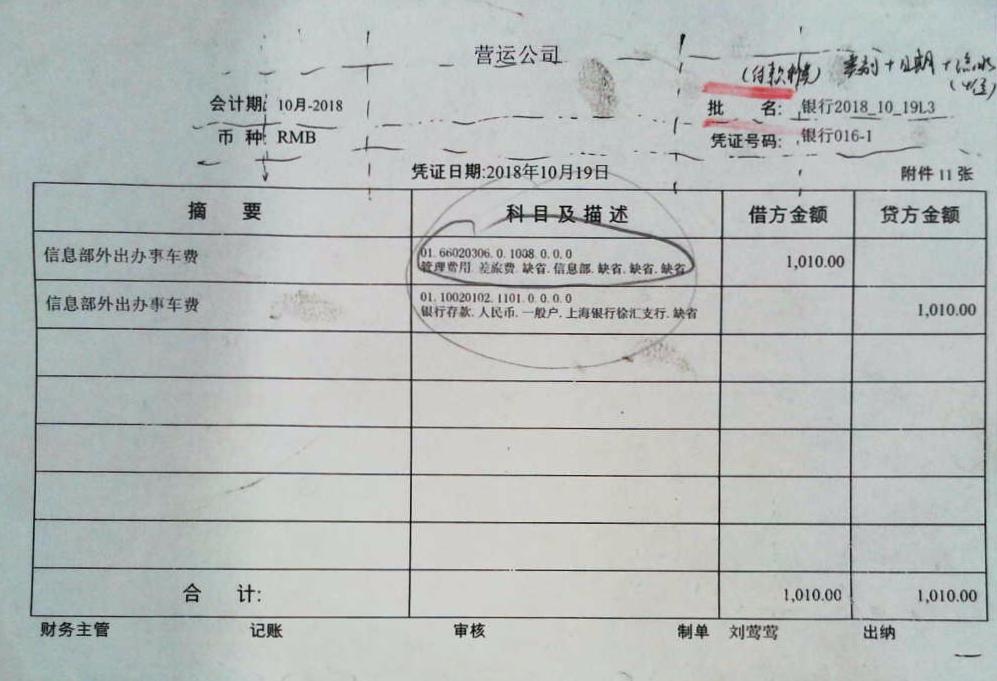 营运公司
(付款 类别+日期+流水
会计期: 10月-2018 批 名: 银行2018_10_19L3
币 种: RMB 凭证号码: 银行016-1
凭证日期:2018年10月19日 附件 11 张
摘 要 科目及描述 借方金额 贷方金额
01.66020306.0.1008.0.0.0
信息部外出办事车费 管理费用.差旅费.缺省.信息部.缺省.缺省.缺省 1,010.00
01.10020102.1101.0.0.0.0
信息部外出办事车费 银行存款.人民币.一般户.上海银行徐汇支行.缺省 1,010.00
合 计: 1,010.00 1,010.00
财务主管 记账 审核 制单 刘莺莺 出纳